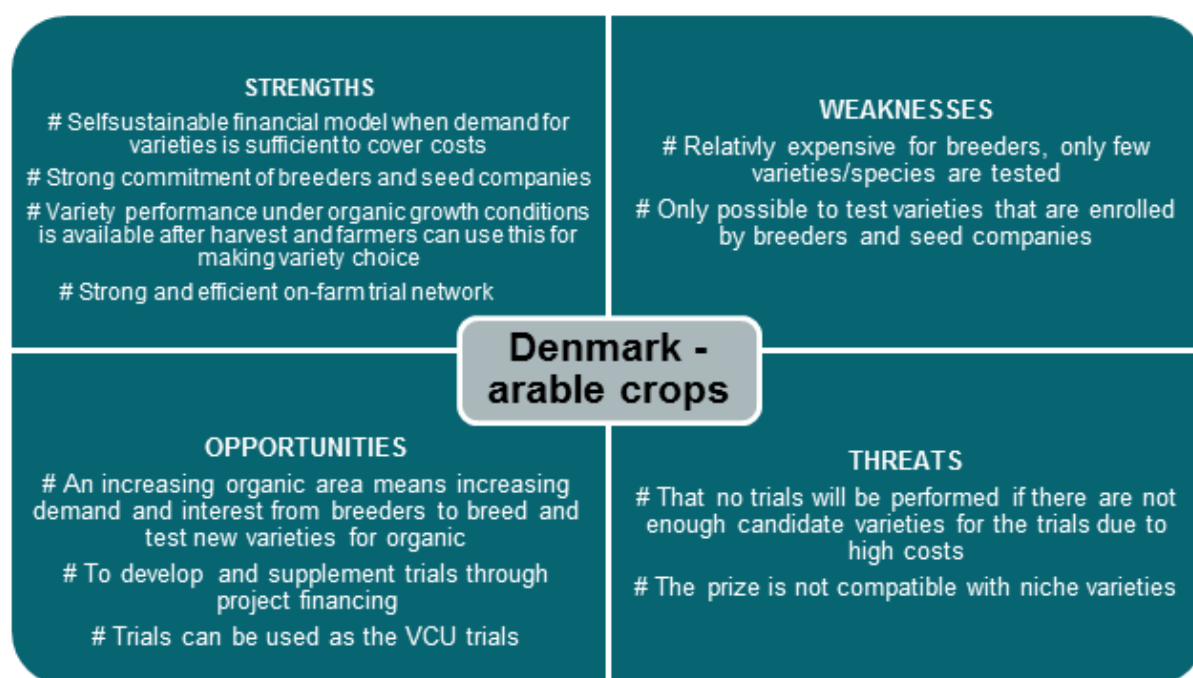 STRENGTHS
# Selfsustainable financial model when demand for
varieties is sufficient to cover costs
# Strong commitment of breeders and seed companies
# Variety performance under organic growth conditions
is available after harvest and farmers can use this for
making variety choice
# Strong and efficient on-farm trial network
WEAKNESSES
# Relativly expensive for breeders, only few
varieties/species are tested
# Only possible to test varieties that are enrolled
by breeders and seed companies
Denmark -
arable crops
OPPORTUNITIES
# An increasing organic area means increasing
demand and interest from breeders to breed and
test new varieties for organic
# To develop and supplement trials through
project financing
# Trials can be used as the VCU trials
THREATS
# That no trials will be performed if there are not
enough candidate varieties for the trials due to
high costs
# The prize is not compatible with niche varieties